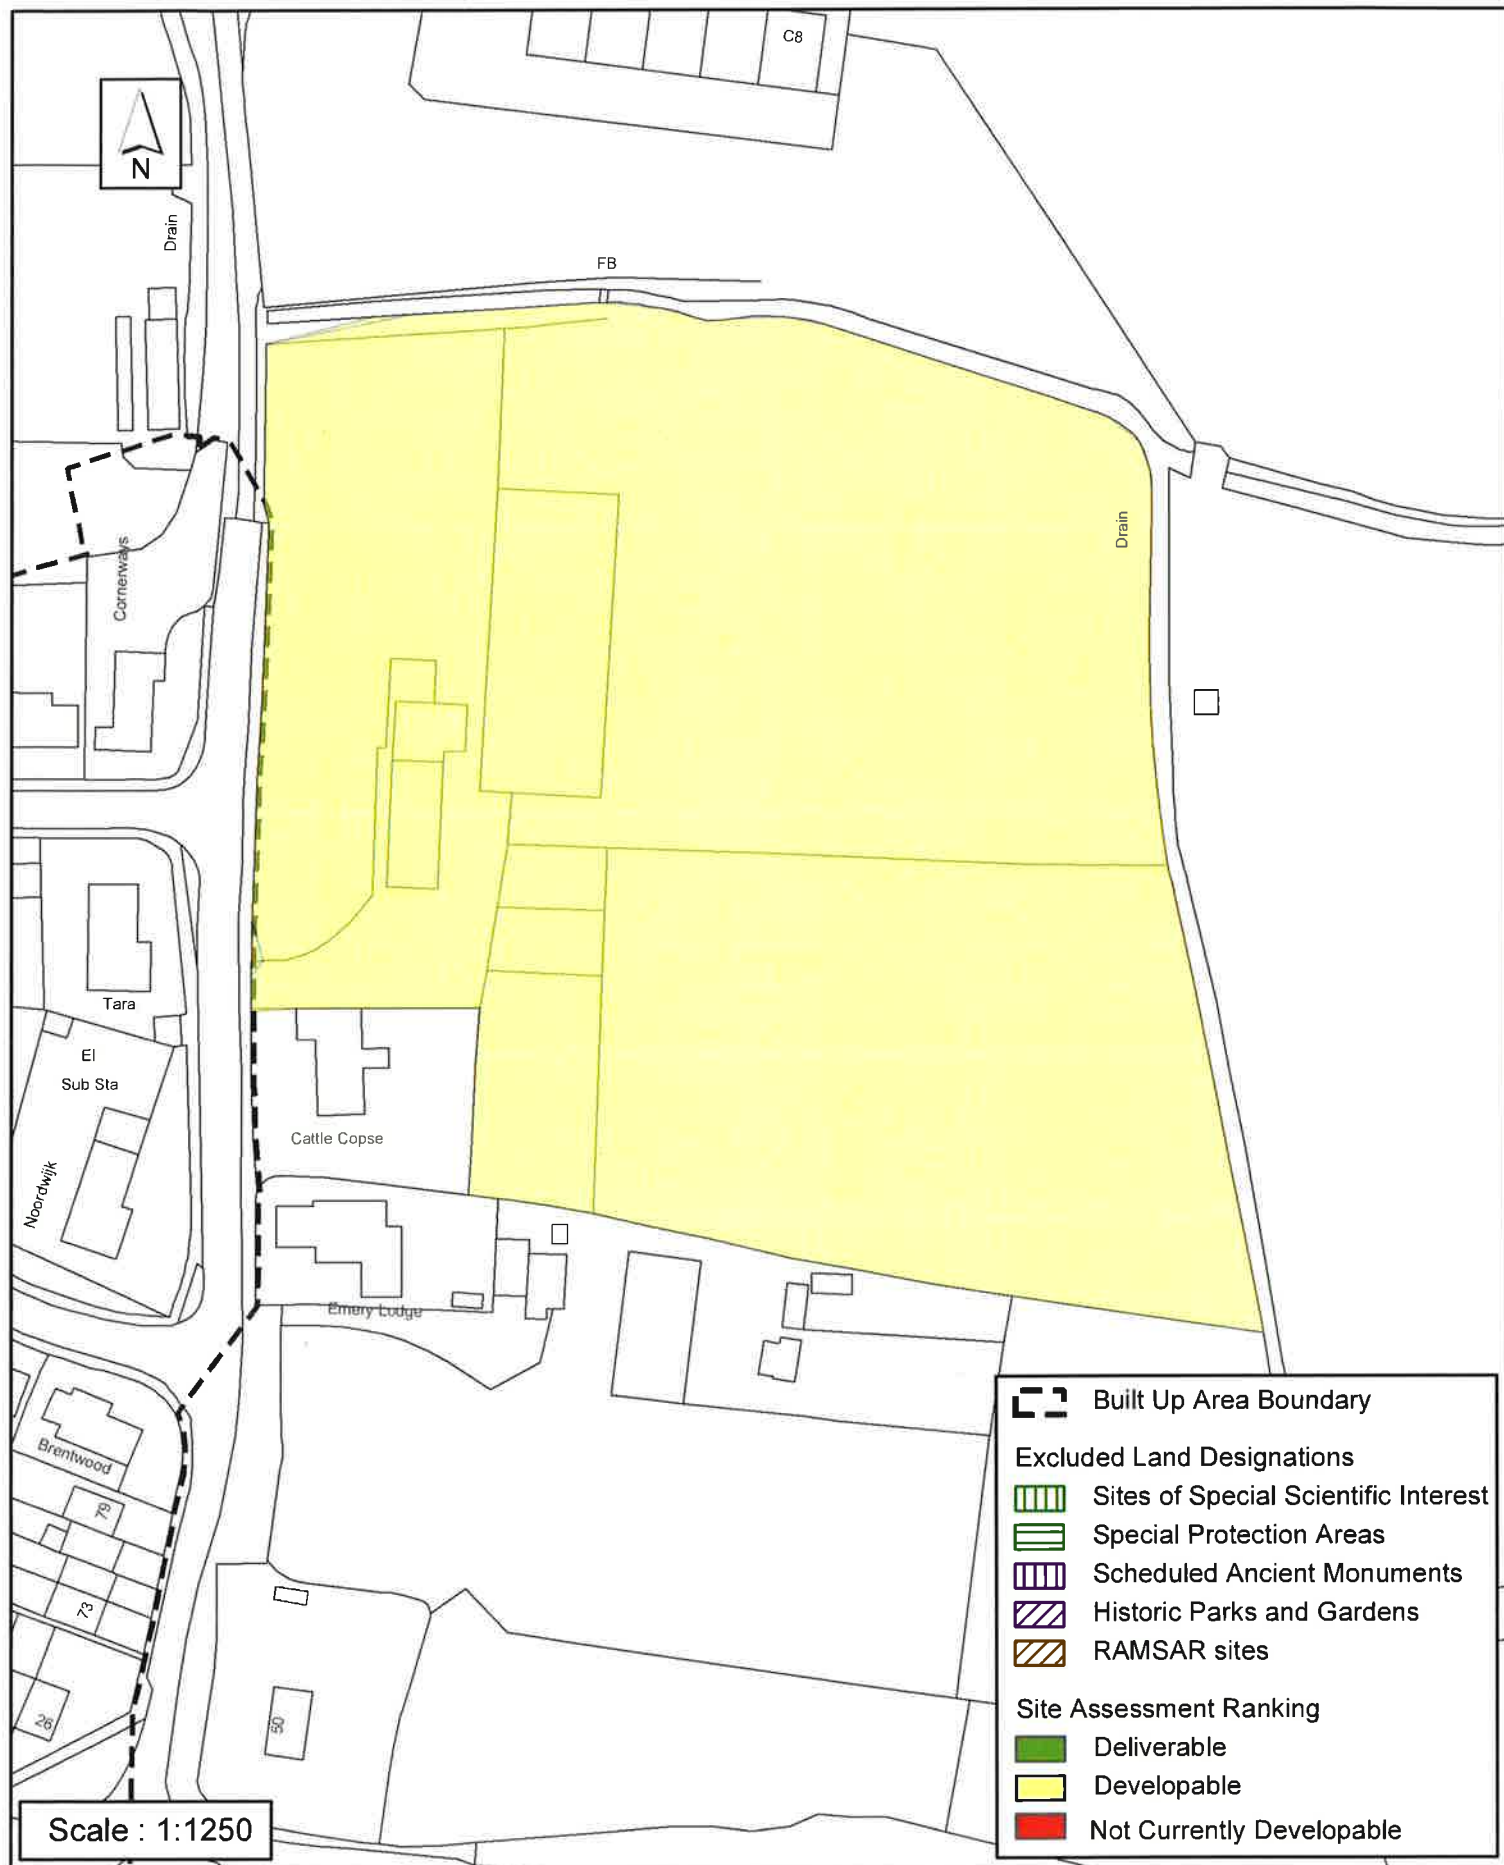 C8
N
Drain
FB
Drain
Cornerways
Tara
El
Sub Sta
Cattle Copse
Noordwijk
Emery Lodge
Brentwood
79
73
26
50
Built Up Area Boundary
Excluded Land Designations
Sites of Special Scientific Interest
Special Protection Areas
Scheduled Ancient Monuments
Historic Parks and Gardens
RAMSAR sites
Site Assessment Ranking
Deliverable
Developable
Not Currently Developable
Scale : 1:1250